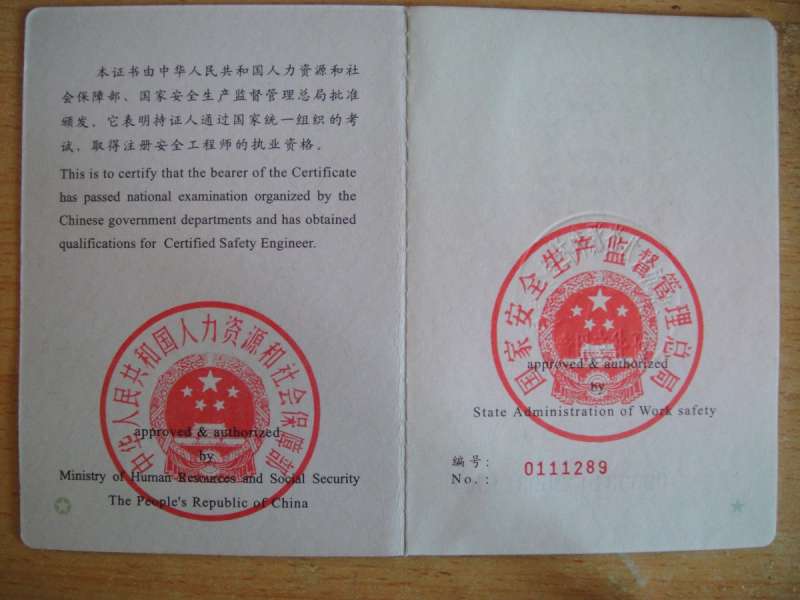 本证书由中华人民共和国人力资源和社
会保障部、国家安全生产监督管理总局批准
颁发。它表明持证人通过国家统一组织的考
试，取得注册安全工程师的执业资格。
This is to certify that the bearer of the Certificate
has passed national examination organized by the
Chinese government departments and has obtained
qualifications for Certified Safety Engineer.
中华人民共和国人力资源和社会保障部
approved & authorized
by
Ministry of Human Resources and Social Security
The People's Republic of China
国家安全生产监督管理总局
approved & authorized
by
State Administration of Work safety
编号: 0111289
No. :